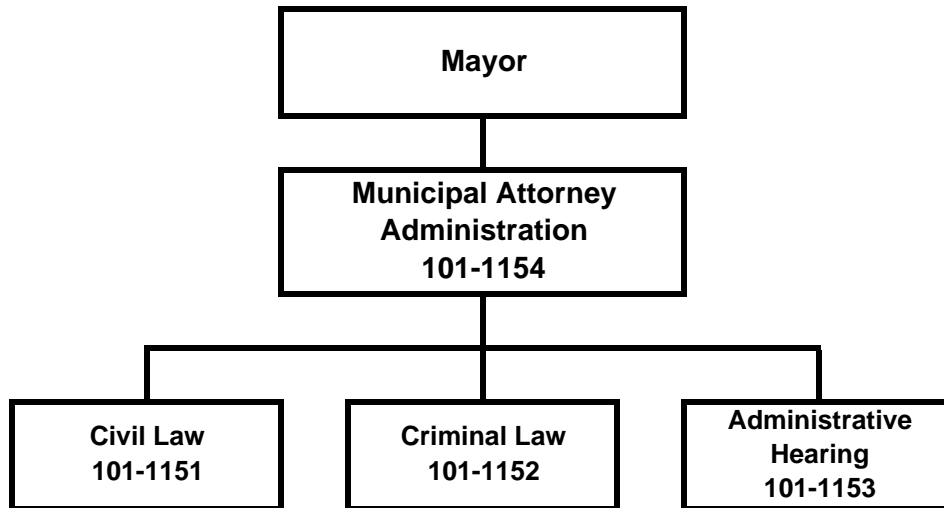 Mayor
Municipal Attorney
Administration
101-1154
Civil Law
101-1151
Criminal Law
101-1152
Administrative
Hearing
101-1153